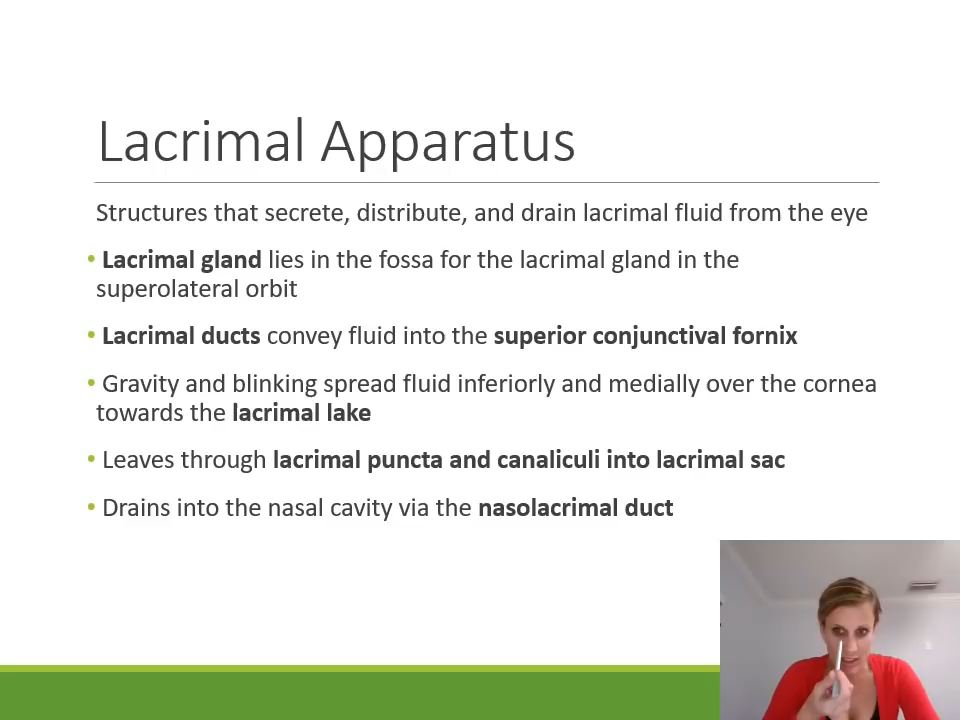 Lacrimal Apparatus
Structures that secrete, distribute, and drain lacrimal fluid from the eye
• Lacrimal gland lies in the fossa for the lacrimal gland in the
superolateral orbit
• Lacrimal ducts convey fluid into the superior conjunctival fornix
• Gravity and blinking spread fluid inferiorly and medially over the cornea
towards the lacrimal lake
• Leaves through lacrimal puncta and canaliculi into lacrimal sac
• Drains into the nasal cavity via the nasolacrimal duct